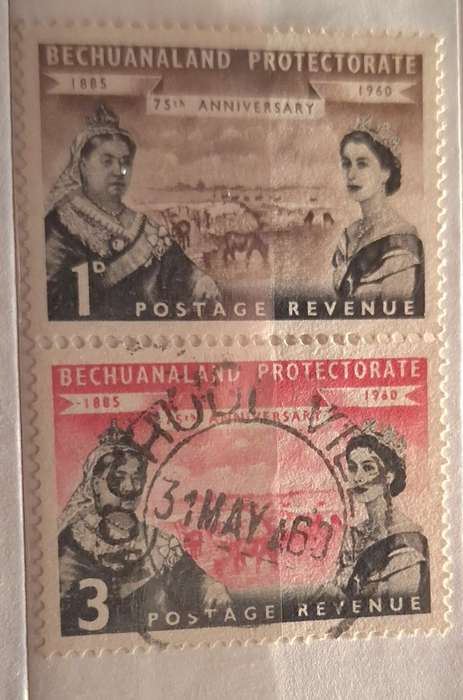 BECHUANALAND PROTECTORATE
1885 1960
75TH ANNIVERSARY
1D
POSTAGE REVENUE
BECHUANALAND PROTECTORATE
1885 1960
ANNIVERSARY
31 MAY 60
3
POSTAGE REVENUE